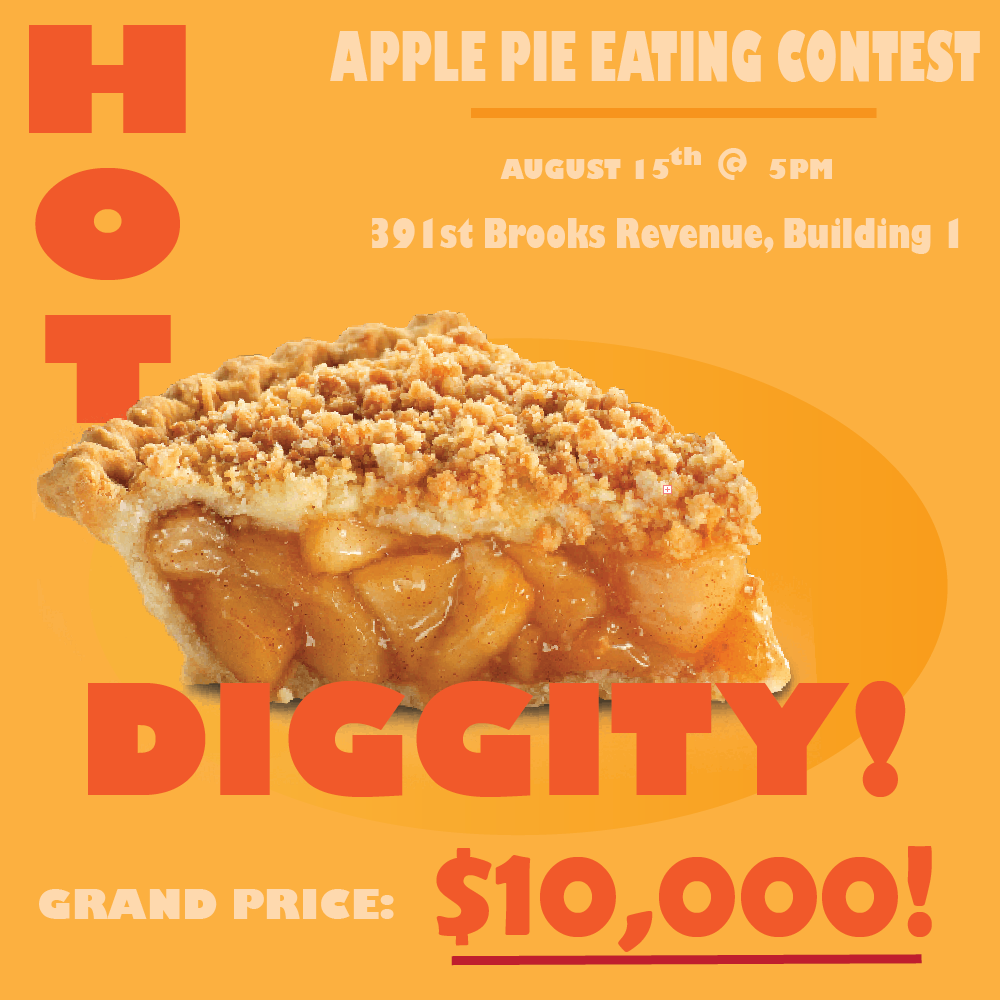 HOT
APPLE PIE EATING CONTEST
AUGUST 15th @ 5PM
391st Brooks Revenue, Building 1
DIGGITY!
GRAND PRICE: $10,000!